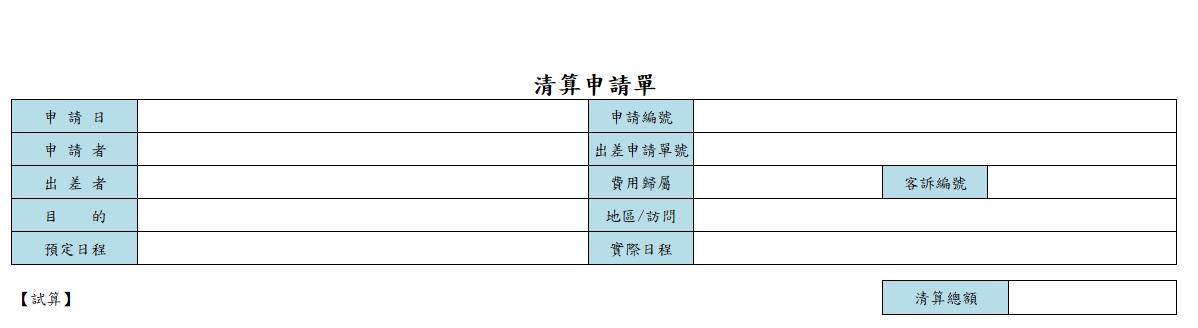 清算申請單
申 請 日 申請編號
申 請 者 出差申請單號
出 差 者 費用歸屬 客訴編號
目 的 地區/訪問
預定日程 實際日程
【試算】 清算總額